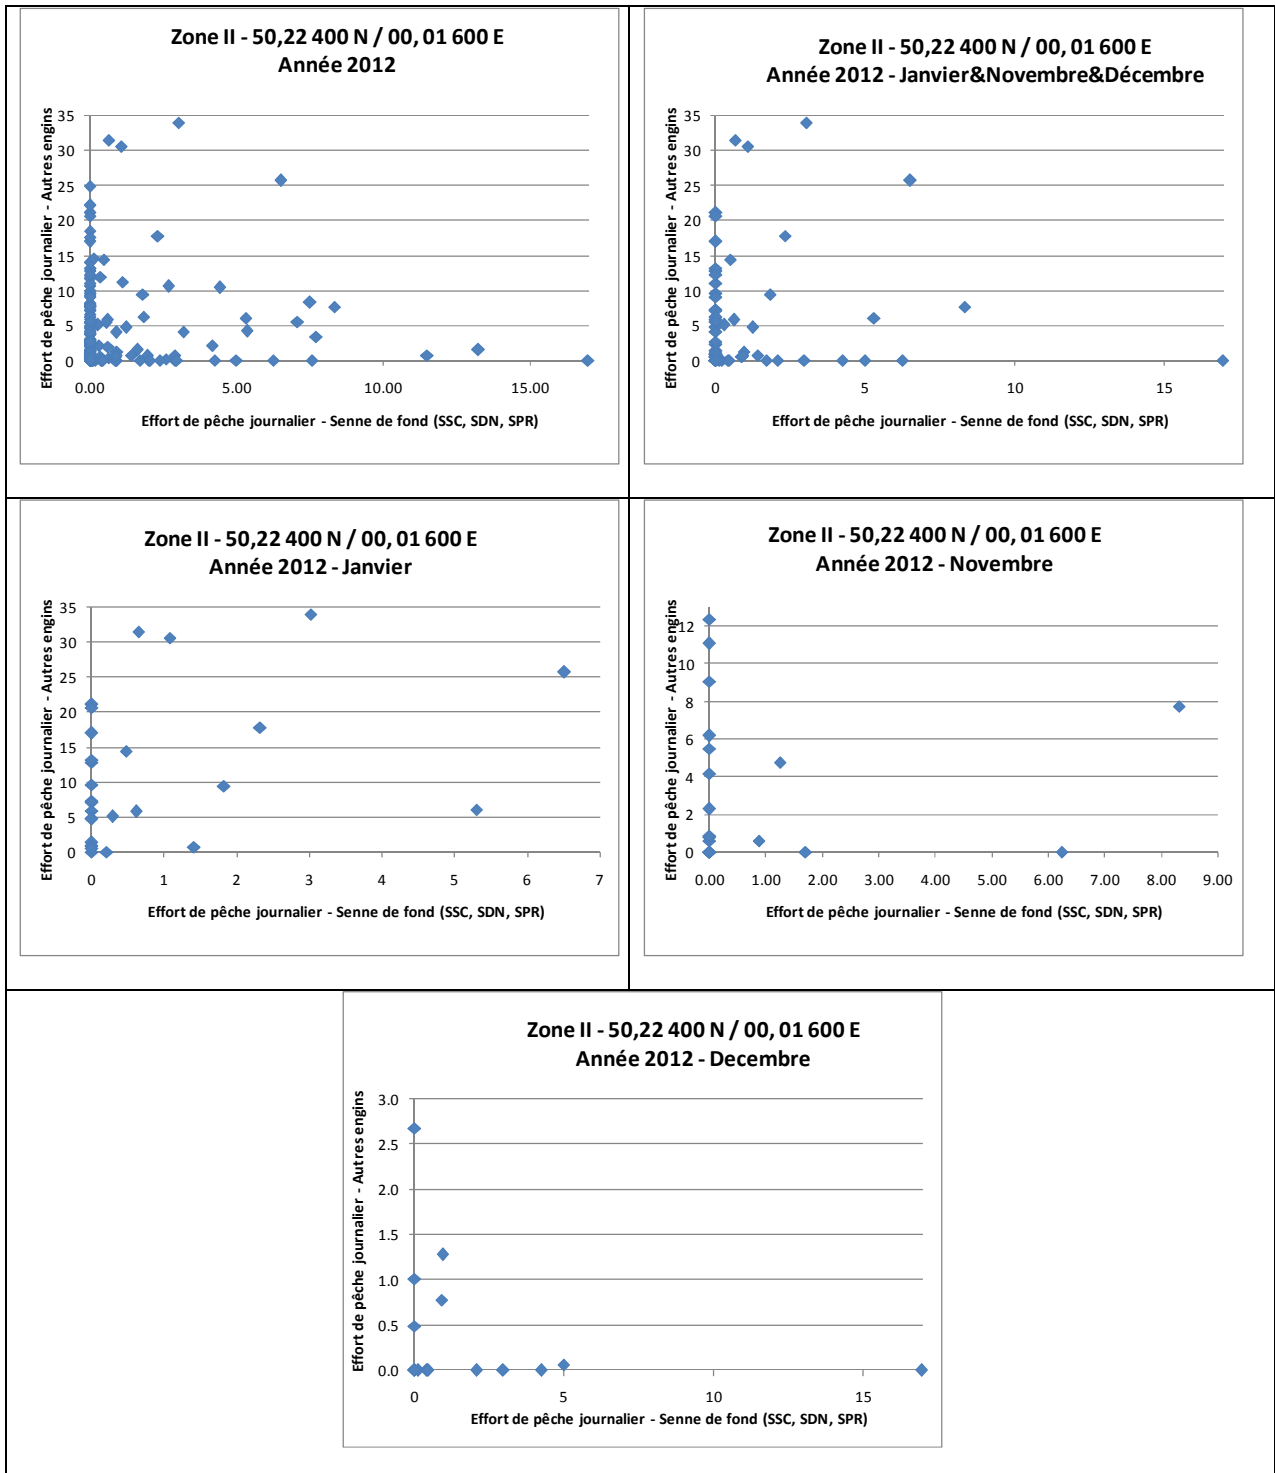 Zone II - 50,22 400 N / 00, 01 600 E
Année 2012
Effort de pêche journalier - Autres engins
35
30
25
20
15
10
5
0
0.00 5.00 10.00 15.00
Effort de pêche journalier - Senne de fond (SSC, SDN, SPR)
Zone II - 50,22 400 N / 00, 01 600 E
Année 2012 - Janvier&Novembre&Décembre
Effort de pêche journalier - Autres engins
35
30
25
20
15
10
5
0
0 5 10 15
Effort de pêche journalier - Senne de fond (SSC, SDN, SPR)
Zone II - 50,22 400 N / 00, 01 600 E
Année 2012 - Janvier
Effort de pêche journalier - Autres engins
35
30
25
20
15
10
5
0
0 1 2 3 4 5 6 7
Effort de pêche journalier - Senne de fond (SSC, SDN, SPR)
Zone II - 50,22 400 N / 00, 01 600 E
Année 2012 - Novembre
Effort de pêche journalier - Autres engins
12
10
8
6
4
2
0
0.00 1.00 2.00 3.00 4.00 5.00 6.00 7.00 8.00 9.00
Effort de pêche journalier - Senne de fond (SSC, SDN, SPR)
Zone II - 50,22 400 N / 00, 01 600 E
Année 2012 - Decembre
Effort de pêche journalier - Autres engins
3.0
2.5
2.0
1.5
1.0
0.5
0.0
0 5 10 15
Effort de pêche journalier - Senne de fond (SSC, SDN, SPR)